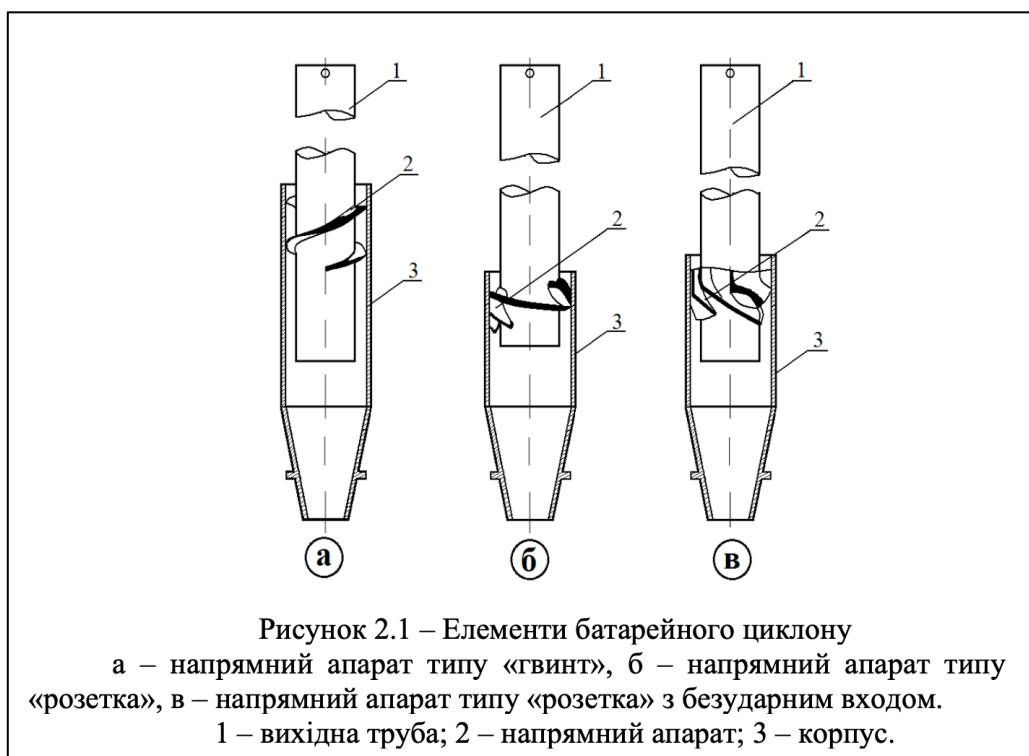 1
2
3
1
2
3
1
2
3
а
б
в
Рисунок 2.1 – Елементи батарейного циклону
а – напрямний апарат типу «гвинт», б – напрямний апарат типу
«розетка», в – напрямний апарат типу «розетка» з безударним входом.
1 – вихідна труба; 2 – напрямний апарат; 3 – корпус.